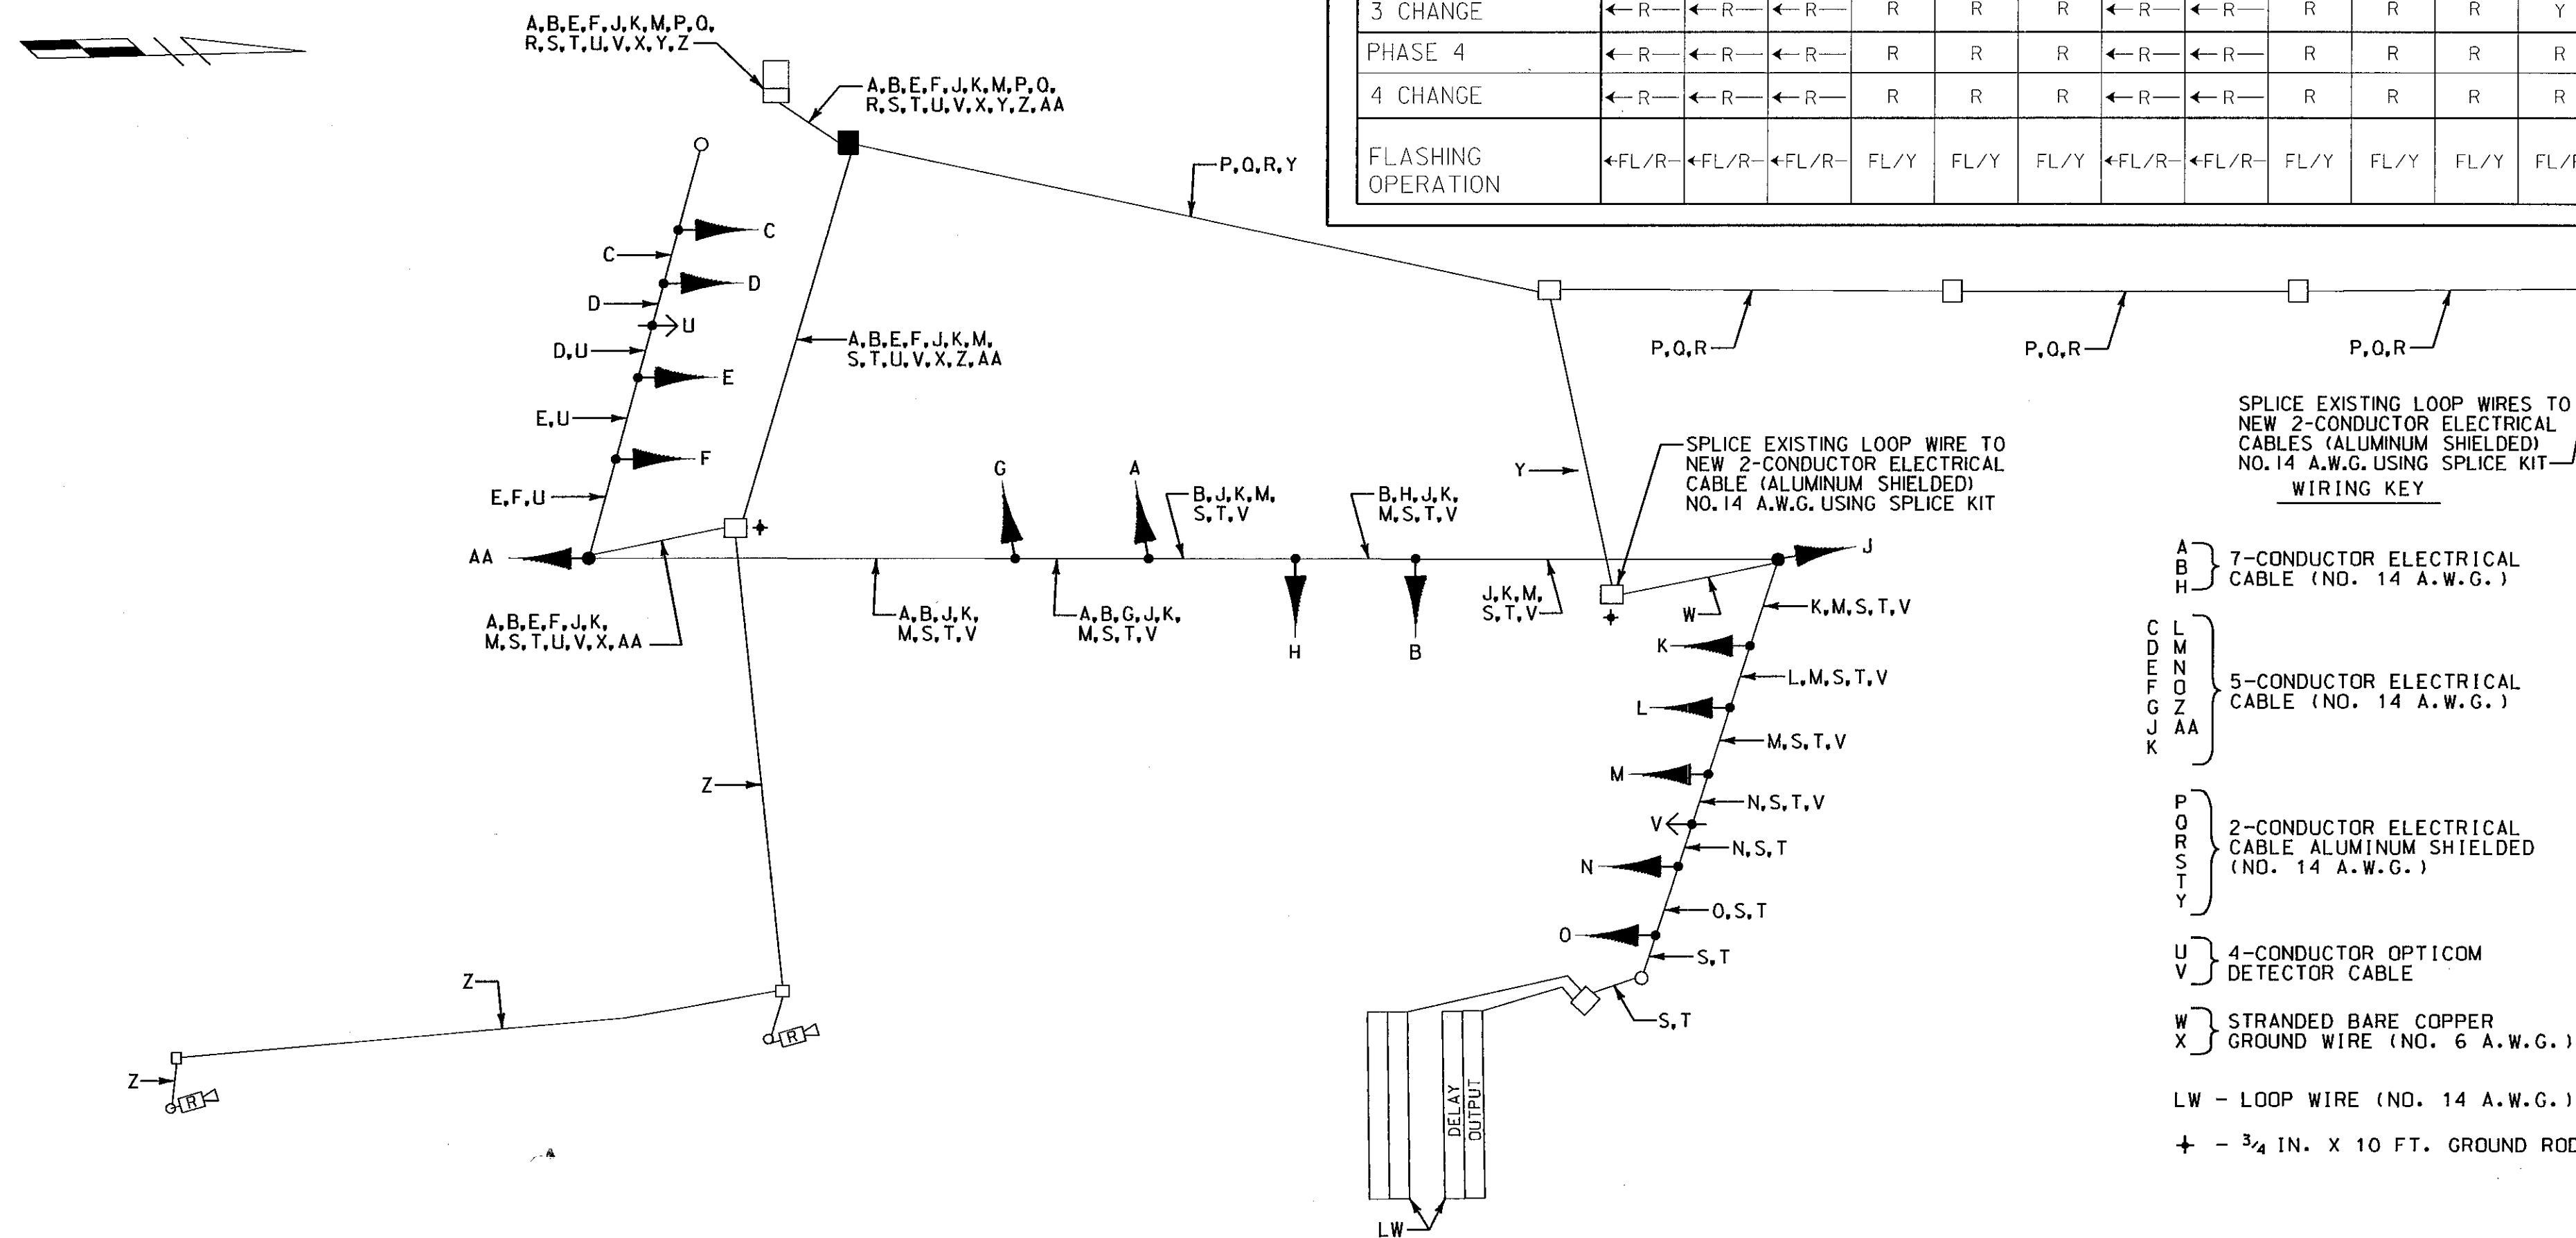 A,B,E,F,J,K,M,P,Q,
R,S,T,U,V,X,Y,Z
A,B,E,F,J,K,M,P,Q,
R,S,T,U,V,X,Y,Z,AA
3 CHANGE ←R— ←R— ←R— R R R ←R— ←R— R R R Y
PHASE 4 ←R— ←R— ←R— R R R ←R— ←R— R R R R
4 CHANGE ←R— ←R— ←R— R R R ←R— ←R— R R R R
FLASHING
OPERATION
←FL/R– ←FL/R– ←FL/R– FL/Y FL/Y FL/Y ←FL/R– ←FL/R– FL/Y FL/Y FL/Y FL/R
P,Q,R,Y
C
C
D
D
U
D,U
E
E,U
F
E,F,U
A,B,E,F,J,K,M,
S,T,U,V,X,Z,AA
P,Q,R
P,Q,R
P,Q,R
SPLICE EXISTING LOOP WIRES TO
NEW 2-CONDUCTOR ELECTRICAL
CABLES (ALUMINUM SHIELDED)
NO.14 A.W.G. USING SPLICE KIT
SPLICE EXISTING LOOP WIRE TO
NEW 2-CONDUCTOR ELECTRICAL
CABLE (ALUMINUM SHIELDED)
NO.14 A.W.G. USING SPLICE KIT
Y
G
A
B,J,K,M,
S,T,V
B,H,J,K,
M,S,T,V
AA
J
A,B,E,F,J,K,
M,S,T,U,V,X,AA
A,B,J,K,
M,S,T,V
A,B,G,J,K,
M,S,T,V
H
B
J,K,M,
S,T,V
W
K,M,S,T,V
K
L,M,S,T,V
L
M,S,T,V
M
N,S,T,V
V
N,S,T
N
O,S,T
O
S,T
S,T
Z
Z
Z
R
R
DELAY
OUTPUT
LW
WIRING KEY
A
B
H
7-CONDUCTOR ELECTRICAL
CABLE (NO. 14 A.W.G.)
C L
D M
E N
F O
G Z
J AA
K
5-CONDUCTOR ELECTRICAL
CABLE (NO. 14 A.W.G.)
P
Q
R
S
T
Y
2-CONDUCTOR ELECTRICAL
CABLE ALUMINUM SHIELDED
(NO. 14 A.W.G.)
U
V
4-CONDUCTOR OPTICOM
DETECTOR CABLE
W
X
STRANDED BARE COPPER
GROUND WIRE (NO. 6 A.W.G.)
LW - LOOP WIRE (NO. 14 A.W.G.)
- 3/4 IN. X 10 FT. GROUND ROD